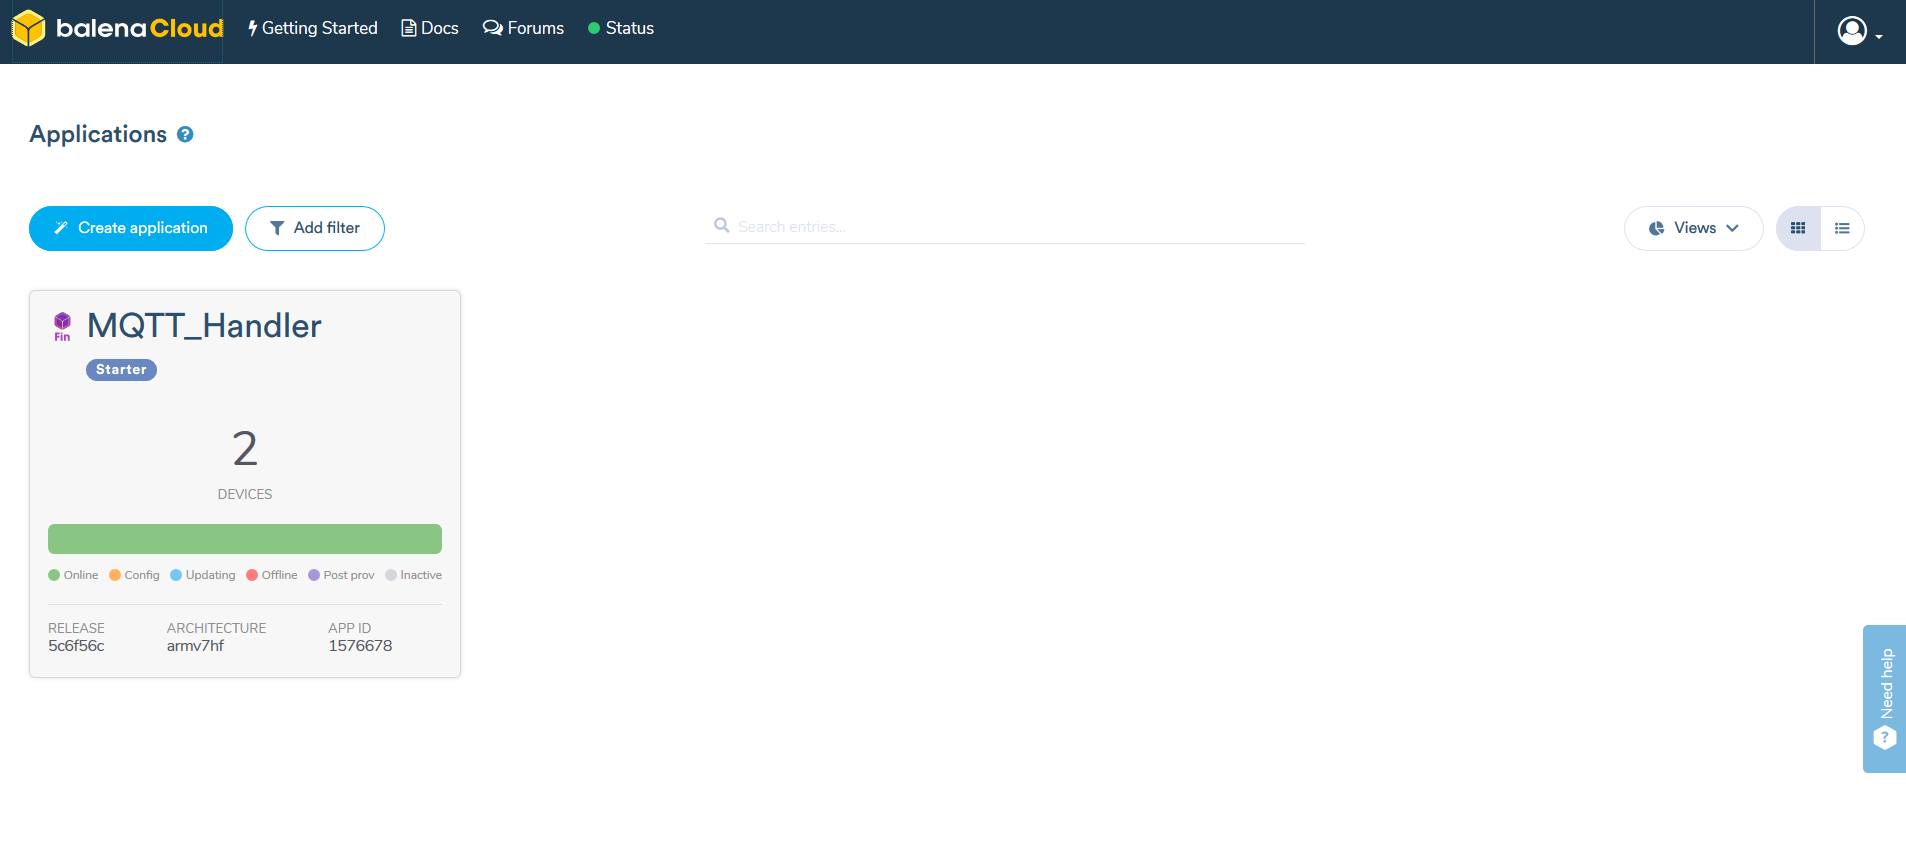 balenaCloud Getting Started Docs Forums Status
Applications ?
Create application Add filter Search entries... Views
Fin MQTT_Handler
Starter
2
DEVICES
Online Config Updating Offline Post prov Inactive
RELEASE ARCHITECTURE APP ID
5c6f56c armv7hf 1576678
Need help
?